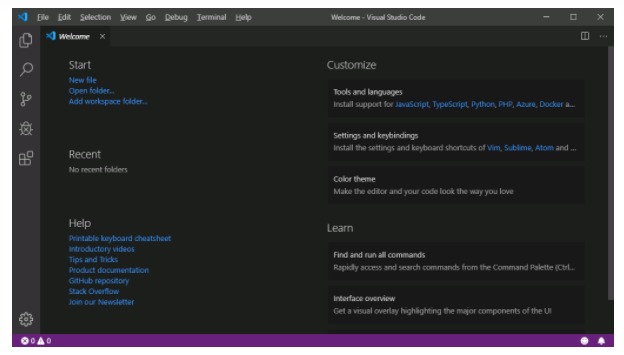 File Edit Selection View Go Debug Terminal Help
Welcome - Visual Studio Code
Welcome
Start
New file
Open folder...
Add workspace folder...
Recent
No recent folders
Help
Printable keyboard cheatsheet
Introductory videos
Tips and Tricks
Product documentation
GitHub repository
Stack Overflow
Join our Newsletter
Customize
Tools and languages
Install support for JavaScript, TypeScript, Python, PHP, Azure, Docker a...
Settings and keybindings
Install the settings and keyboard shortcuts of Vim, Sublime, Atom and ...
Color theme
Make the editor and your code look the way you love
Learn
Find and run all commands
Rapidly access and search commands from the Command Palette (Ctrl...
Interface overview
Get a visual overlay highlighting the major components of the UI
0 0